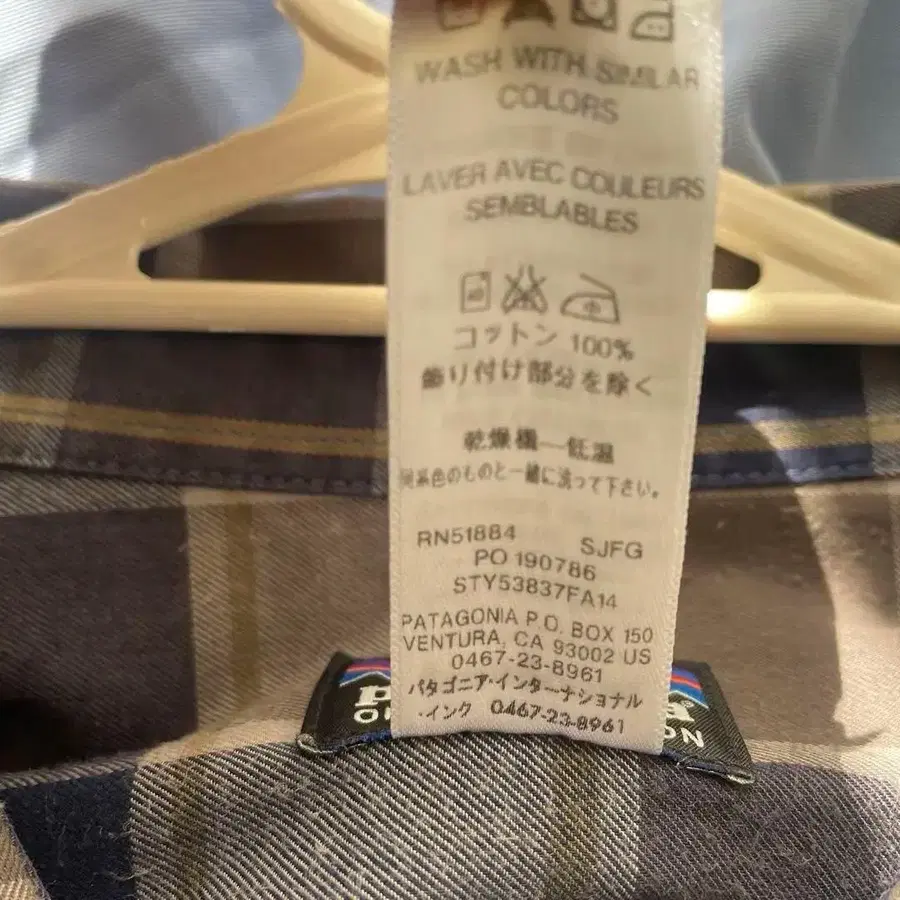 WASH WITH SIMILAR
COLORS
LAVER AVEC COULEURS
SEMBLABLES
コットン 100%
飾り付け部分を除く
乾燥機—低温
同系色のものと一緒に洗って下さい。
RN51884 SJFG
PO 190786
STY53837FA14
PATAGONIA P.O. BOX 150
VENTURA, CA 93002 US
0467-23-8961
パタゴニア・インターナショナル
・インク 0467-23-8961